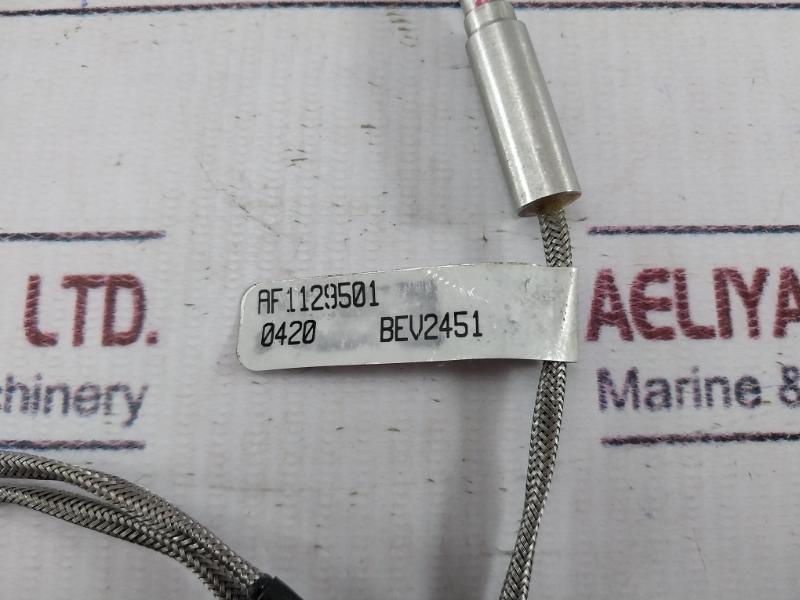 AF1129501
0420 BEV2451
LTD.
chinery
AELIYA
Marine &